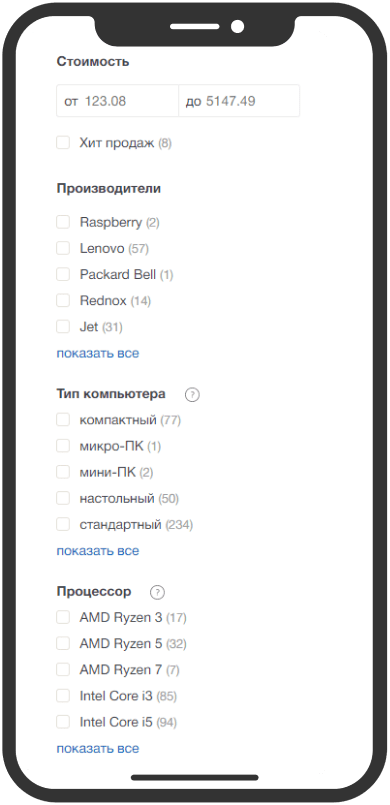 Стоимость
от 123.08 до 5147.49
Хит продаж (8)
Производители
Raspberry (2)
Lenovo (57)
Packard Bell (1)
Rednox (14)
Jet (31)
показать все
Тип компьютера ?
компактный (77)
микро-ПК (1)
мини-ПК (2)
настольный (50)
стандартный (234)
показать все
Процессор ?
AMD Ryzen 3 (17)
AMD Ryzen 5 (32)
AMD Ryzen 7 (7)
Intel Core i3 (85)
Intel Core i5 (94)
показать все